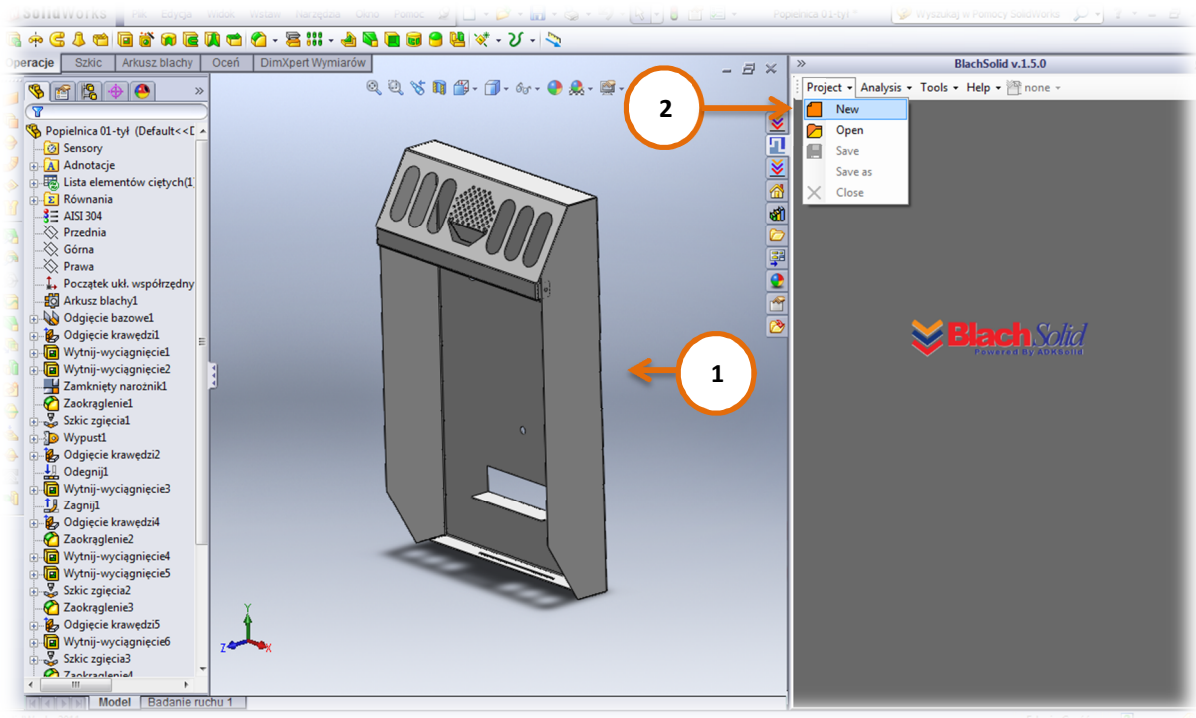 SolidWorks Plik Edycja Widok Wstaw Narzędzia Okno Pomoc Popielnica 01-tył * Wyszukaj w Pomocy SolidWorks
Operacje Szkic Arkusz blachy Oceń DimXpert Wymiarów
BlachSolid v.1.5.0
Project Analysis Tools Help none
New
Open
Save
Save as
Close
2
1
Popielnica 01-tył (Default<<D
Sensory
Adnotacje
Lista elementów ciętych(1
Równania
AISI 304
Przednia
Górna
Prawa
Początek ukł. współrzędny
Arkusz blachy1
Odgięcie bazowe1
Odgięcie krawędzi1
Wytnij-wyciągnięcie1
Wytnij-wyciągnięcie2
Zamknięty narożnik1
Zaokrąglenie1
Szkic zgięcia1
Wypust1
Odgięcie krawędzi2
Odegnij1
Wytnij-wyciągnięcie3
Zagnij1
Odgięcie krawędzi4
Zaokrąglenie2
Wytnij-wyciągnięcie4
Wytnij-wyciągnięcie5
Szkic zgięcia2
Zaokrąglenie3
Odgięcie krawędzi5
Wytnij-wyciągnięcie6
Szkic zgięcia3
Zaokrąglenie4
Y
Z
X
BlachSolid
Powered By ADKSolid
Model Badanie ruchu 1